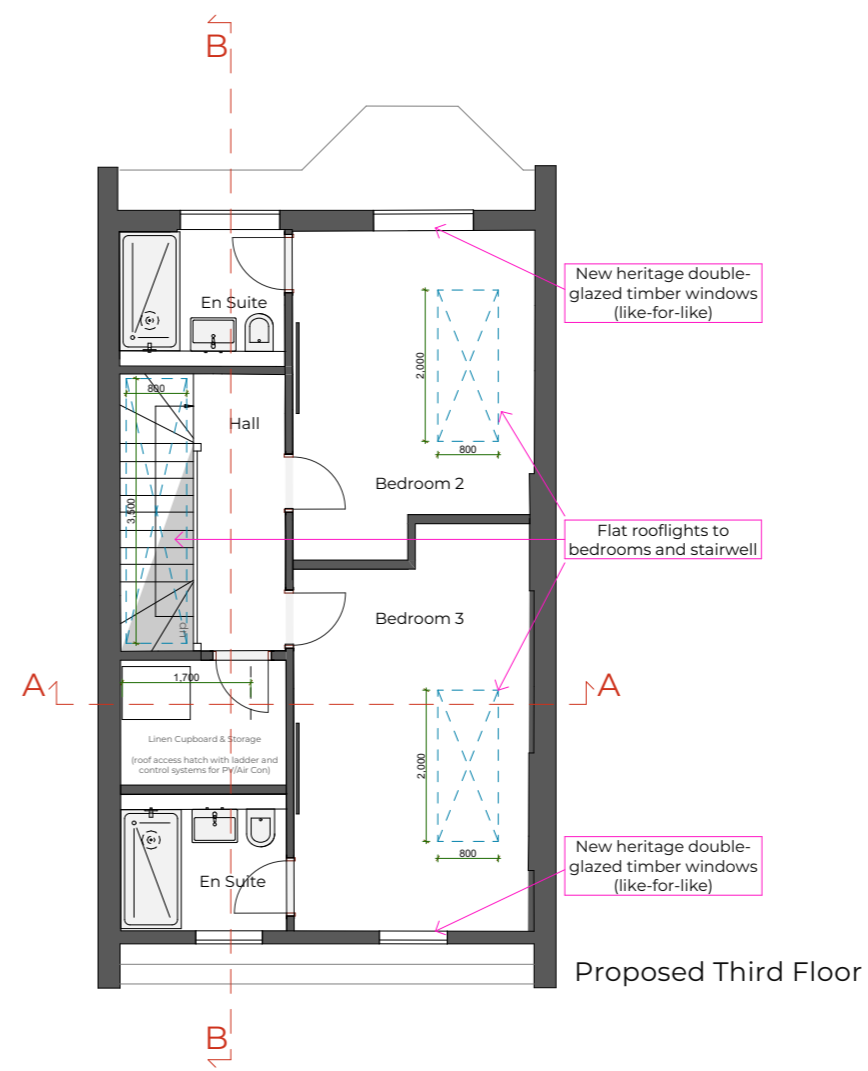 B
New heritage double-
glazed timber windows
(like-for-like)
En Suite
2,000
800
Hall
800
Bedroom 2
3,500
Flat rooflights to
bedrooms and stairwell
Bedroom 3
up
dn
A
A
1,700
Linen Cupboard & Storage
(roof access hatch with ladder and
control systems for PV/Air Con)
2,000
800
New heritage double-
glazed timber windows
(like-for-like)
En Suite
Proposed Third Floor
B